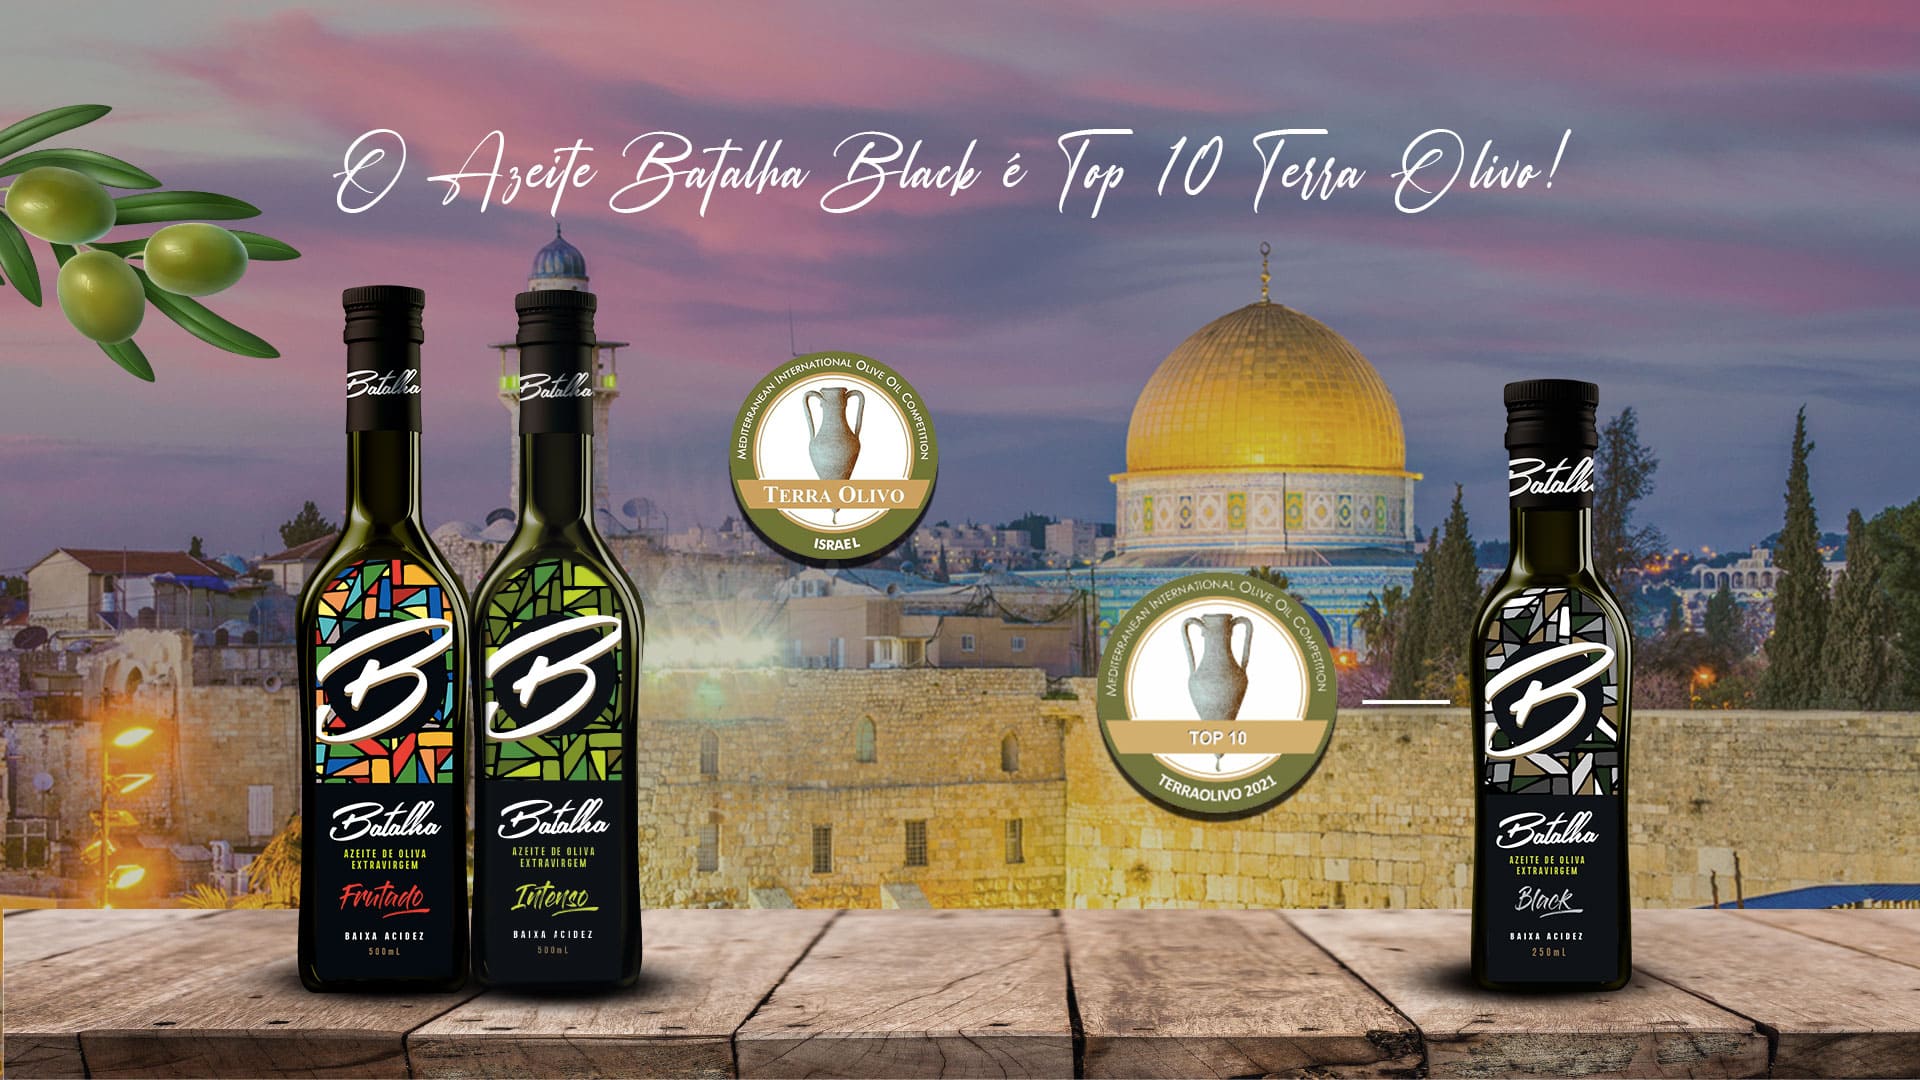 O Azeite Batalha Black é Top 10 Terra Olivo!
Batalha
Batalha
MEDITERRANEAN INTERNATIONAL OLIVE OIL COMPETITION
TERRA OLIVO
ISRAEL
Batalh
MEDITERRANEAN INTERNATIONAL OLIVE OIL COMPETITION
TOP 10
TERRAOLIVO 2021
B
Batalha
AZEITE DE OLIVA
EXTRAVIRGEM
Frutado
BAIXA ACIDEZ
500mL
B
Batalha
AZEITE DE OLIVA
EXTRAVIRGEM
Intenso
BAIXA ACIDEZ
500mL
B
Batalha
AZEITE DE OLIVA
EXTRAVIRGEM
Black
BAIXA ACIDEZ
250mL